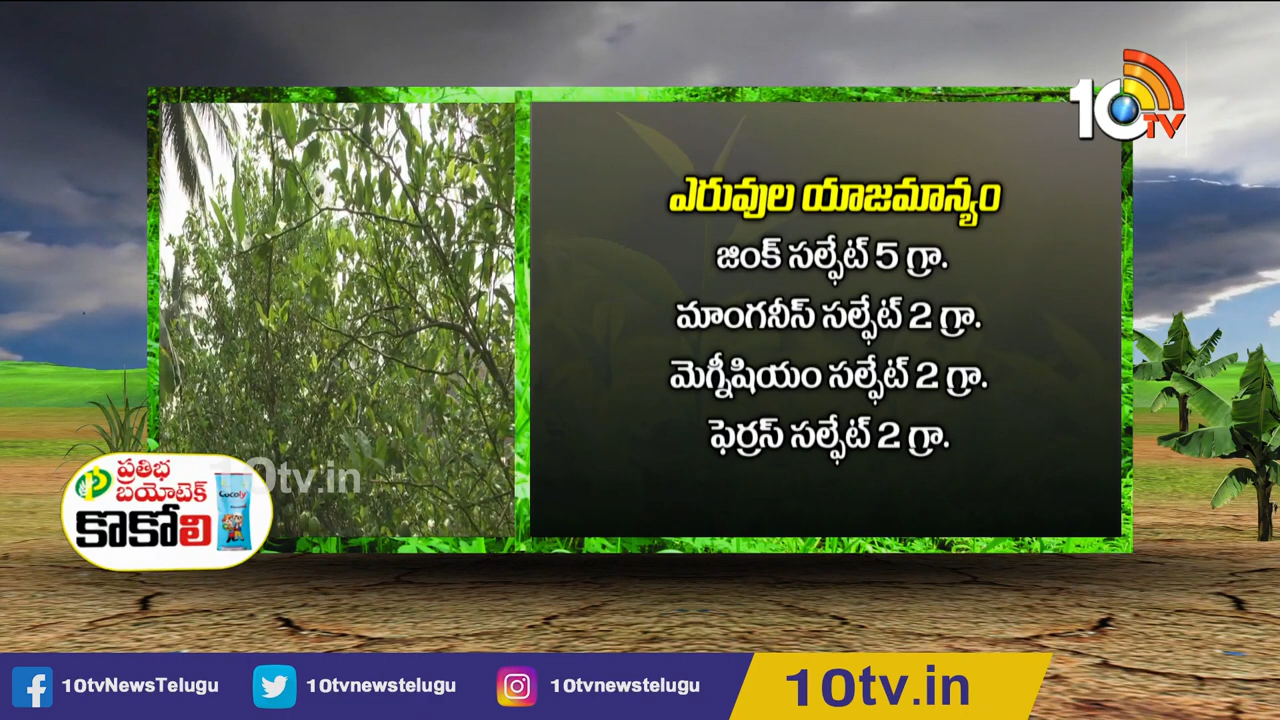 10TV
ఎరువుల యాజమాన్యం
జింక్ సల్ఫేట్ 5 గ్రా.
మాంగనీస్ సల్ఫేట్ 2 గ్రా.
మెగ్నీషియం సల్ఫేట్ 2 గ్రా.
ఫెర్రస్ సల్ఫేట్ 2 గ్రా.
ప్రతిభ
బయోటెక్
కొకోలి
Cocoly
10tv.in
10tvNewsTelugu
10tvnewstelugu
10tvnewstelugu
10tv.in